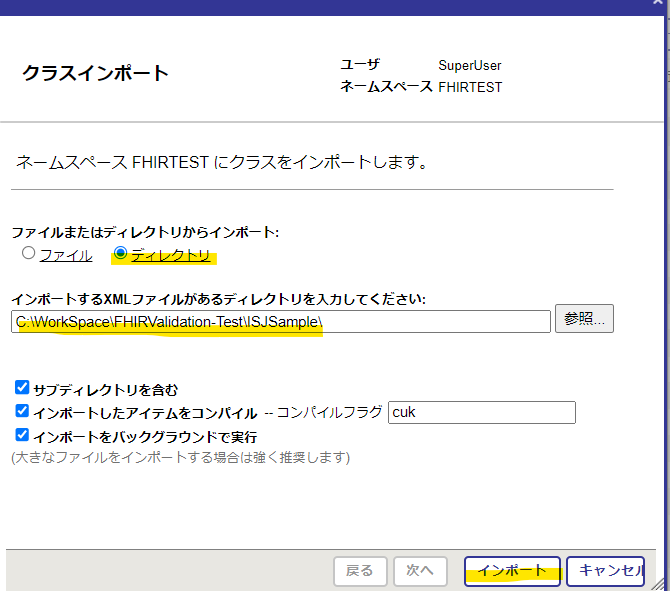 クラスインポート
ユーザ SuperUser
ネームスペース FHIRTEST
ネームスペース FHIRTEST にクラスをインポートします。
ファイルまたはディレクトリからインポート:
ファイル ディレクトリ
インポートするXMLファイルがあるディレクトリを入力してください:
C:\WorkSpace\FHIRValidation-Test\ISJSample\ 参照...
サブディレクトリを含む
インポートしたアイテムをコンパイル -- コンパイルフラグ cuk
インポートをバックグラウンドで実行
(大きなファイルをインポートする場合は強く推奨します)
戻る 次へ インポート キャンセル